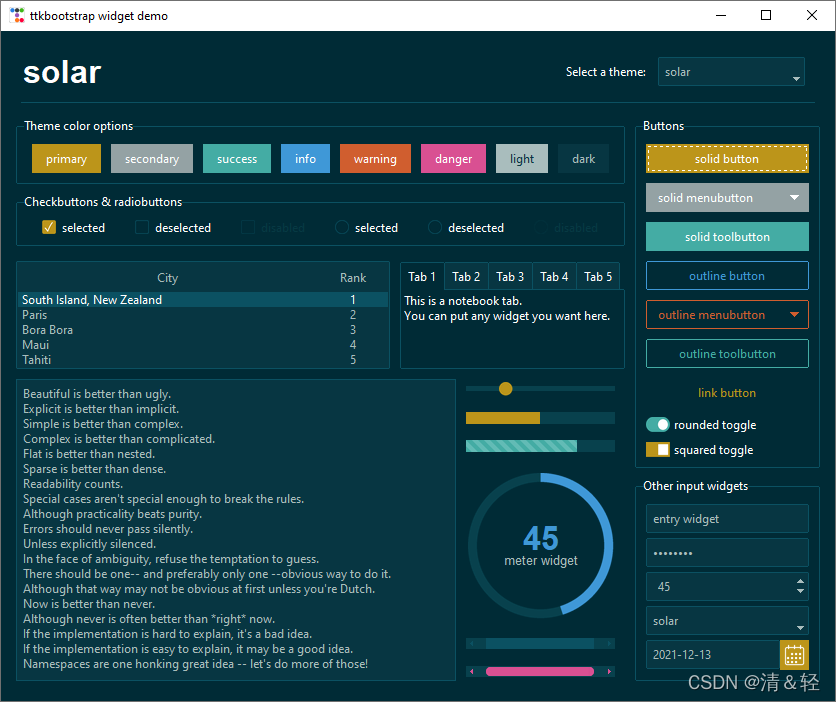 ttkbootstrap widget demo
solar
Select a theme: solar
Theme color options
primary secondary success info warning danger light dark
Checkbuttons & radiobuttons
selected deselected disabled selected deselected disabled
City Rank
South Island, New Zealand 1
Paris 2
Bora Bora 3
Maui 4
Tahiti 5
Tab 1 Tab 2 Tab 3 Tab 4 Tab 5
This is a notebook tab.
You can put any widget you want here.
Beautiful is better than ugly.
Explicit is better than implicit.
Simple is better than complex.
Complex is better than complicated.
Flat is better than nested.
Sparse is better than dense.
Readability counts.
Special cases aren't special enough to break the rules.
Although practicality beats purity.
Errors should never pass silently.
Unless explicitly silenced.
In the face of ambiguity, refuse the temptation to guess.
There should be one-- and preferably only one --obvious way to do it.
Although that way may not be obvious at first unless you're Dutch.
Now is better than never.
Although never is often better than *right* now.
If the implementation is hard to explain, it's a bad idea.
If the implementation is easy to explain, it may be a good idea.
Namespaces are one honking great idea -- let's do more of those!
45
meter widget
Buttons
solid button
solid menubutton
solid toolbutton
outline button
outline menubutton
outline toolbutton
link button
rounded toggle
squared toggle
Other input widgets
entry widget
••••••••
45
solar
2021-12-13
CSDN @清&轻